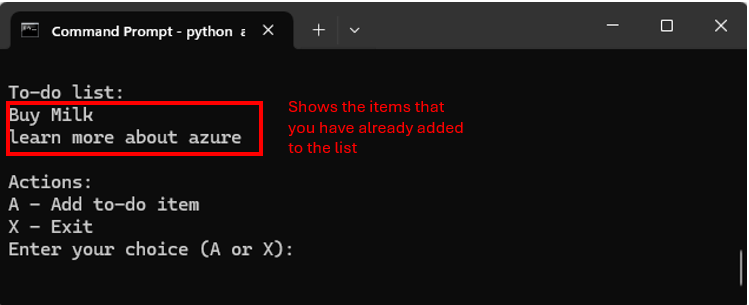 Command Prompt - python a
To-do list:
Buy Milk
learn more about azure
Shows the items that
you have already added
to the list
Actions:
A - Add to-do item
X - Exit
Enter your choice (A or X):